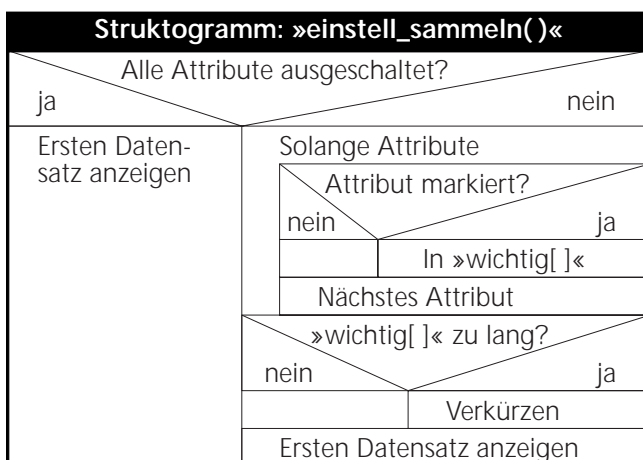 Struktogramm: »einstell_sammeln()«
Alle Attribute ausgeschaltet?
ja
nein
Ersten Daten-
satz anzeigen
Solange Attribute
Attribut markiert?
nein
ja
In »wichtig[ ]«
Nächstes Attribut
»wichtig[ ]« zu lang?
nein
ja
Verkürzen
Ersten Datensatz anzeigen